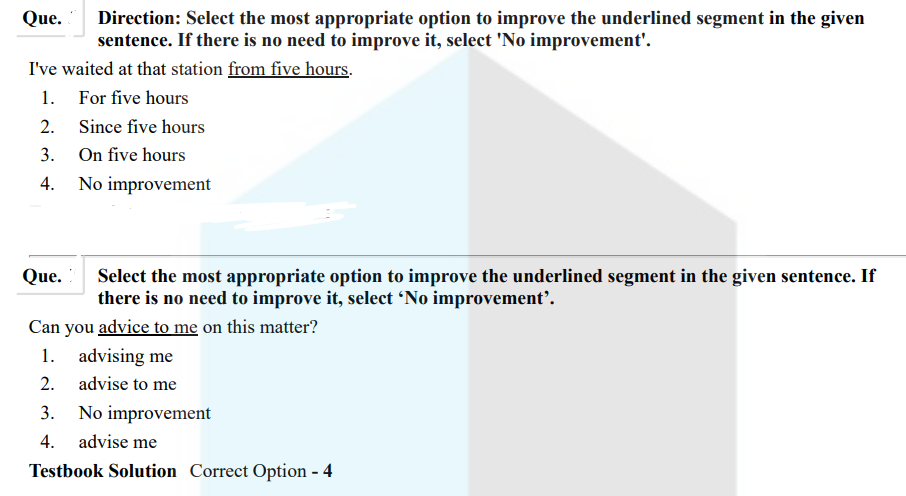 Que. Direction: Select the most appropriate option to improve the underlined segment in the given
sentence. If there is no need to improve it, select 'No improvement'.
I've waited at that station from five hours.
1. For five hours
2. Since five hours
3. On five hours
4. No improvement
Que. Select the most appropriate option to improve the underlined segment in the given sentence. If
there is no need to improve it, select ‘No improvement’.
Can you advice to me on this matter?
1. advising me
2. advise to me
3. No improvement
4. advise me
Testbook Solution Correct Option - 4